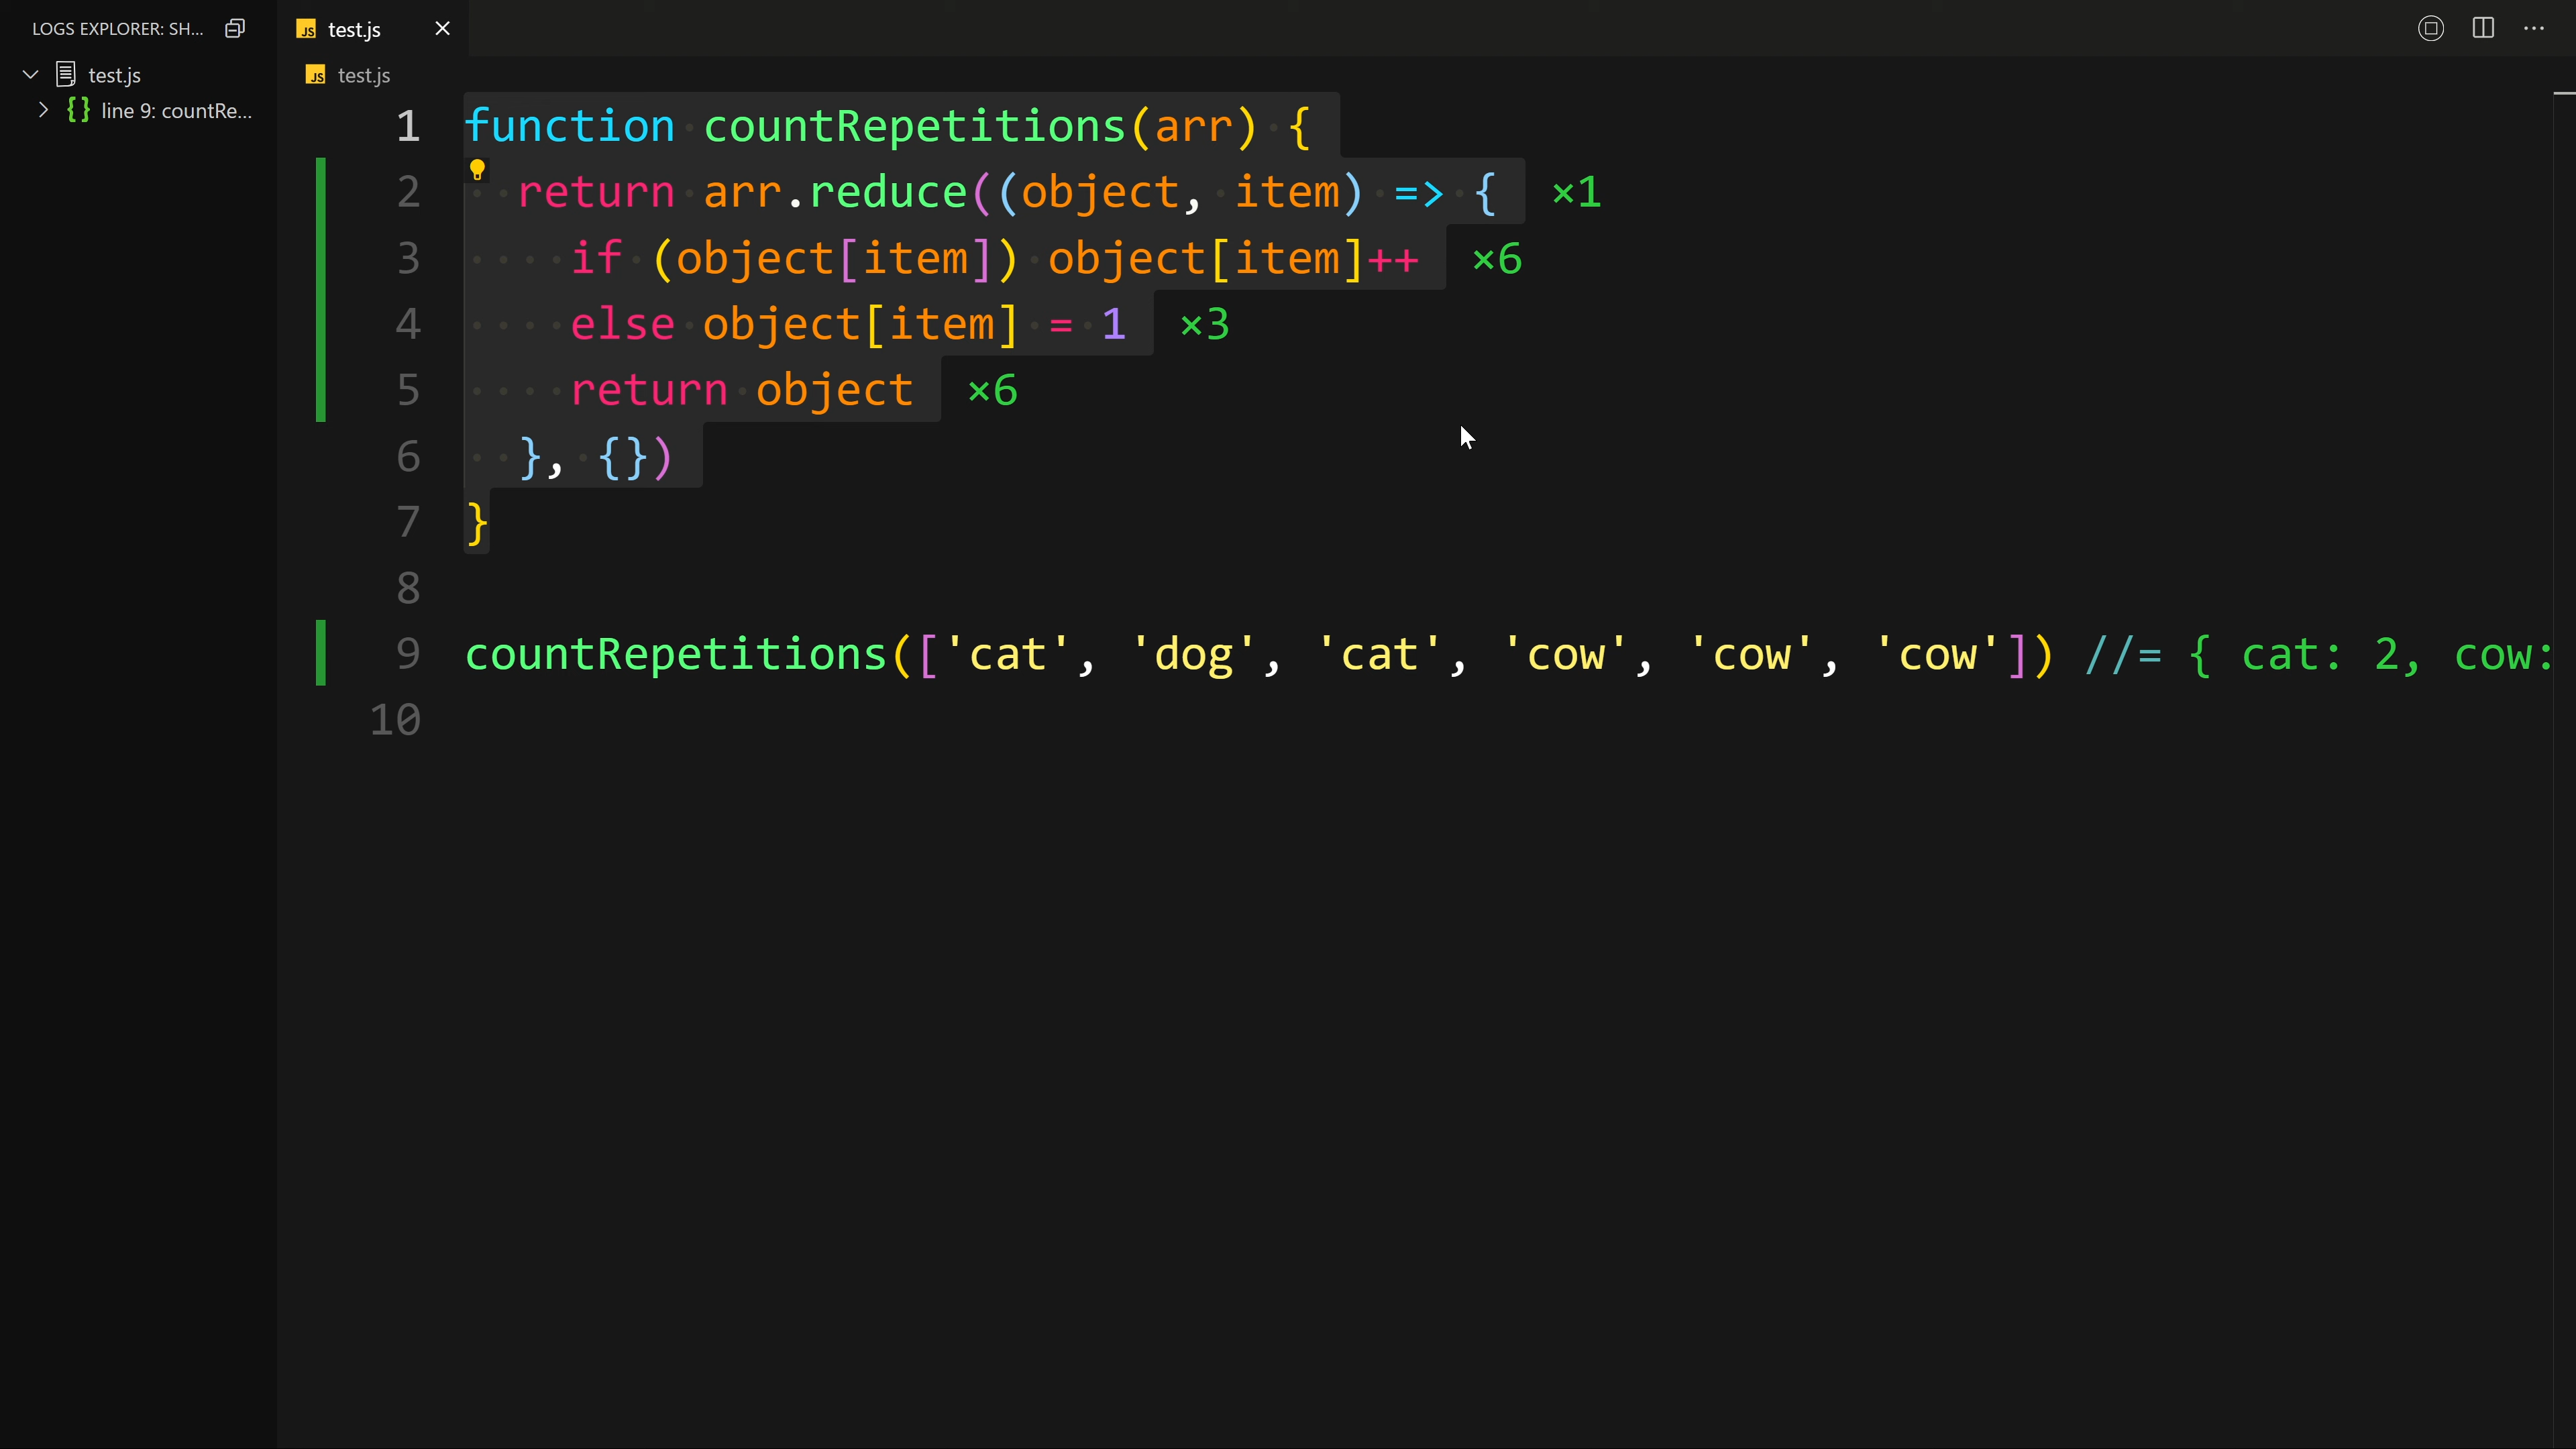 LOGS EXPLORER: SH...
test.js
line 9: countRe...
JS test.js
JS test.js
1 function countRepetitions(arr) {
2   return arr.reduce((object, item) => { ×1
3     if (object[item]) object[item]++ ×6
4     else object[item] = 1 ×3
5     return object ×6
6   }, {})
7 }
8
9 countRepetitions(['cat', 'dog', 'cat', 'cow', 'cow', 'cow']) //= { cat: 2, cow:
10